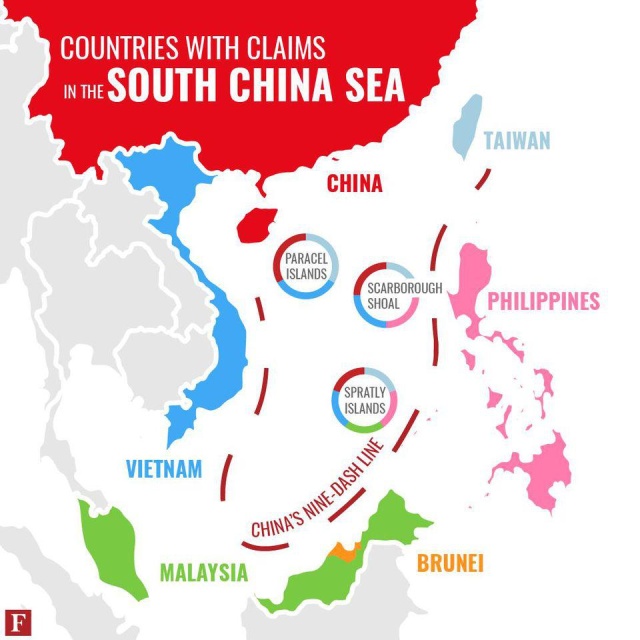 COUNTRIES WITH CLAIMS
IN THE SOUTH CHINA SEA
TAIWAN
CHINA
PARACEL
ISLANDS
SCARBOROUGH
SHOAL
PHILIPPINES
SPRATLY
ISLANDS
VIETNAM
CHINA'S NINE-DASH LINE
MALAYSIA
BRUNEI
F